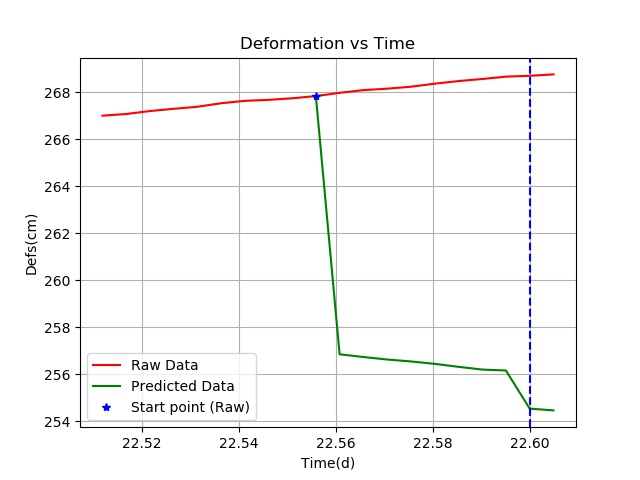 Deformation vs Time
Defs(cm)
268
266
264
262
260
258
256
254
Raw Data
Predicted Data
Start point (Raw)
22.52 22.54 22.56 22.58 22.60
Time(d)